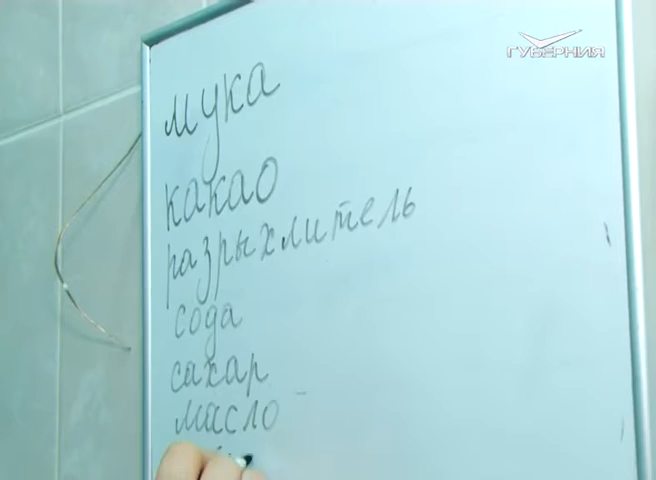 ГУБЕРНИЯ
мука
какао
разрыхлитель
сода
сахар
масло